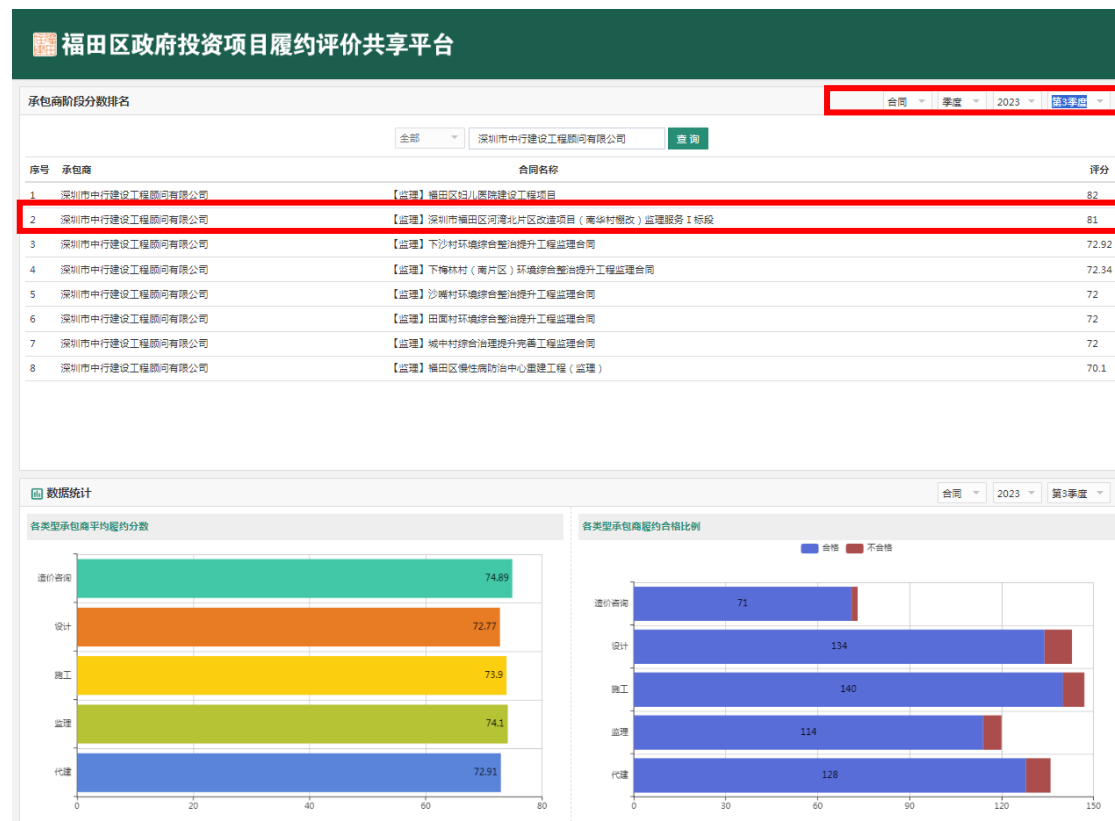 福田区政府投资项目履约评价共享平台
承包商阶段分数排名 合同 季度 2023 第3季度
全部 深圳市中行建设工程顾问有限公司 查询
序号 承包商 合同名称 评分
1 深圳市中行建设工程顾问有限公司 【监理】福田区妇儿医院建设工程项目 82
2 深圳市中行建设工程顾问有限公司 【监理】深圳市福田区河湾北片区改造项目(南华村棚改)监理服务Ⅰ标段 81
3 深圳市中行建设工程顾问有限公司 【监理】下沙村环境综合整治提升工程监理合同 72.92
4 深圳市中行建设工程顾问有限公司 【监理】下梅林村(南片区)环境综合整治提升工程监理合同 72.34
5 深圳市中行建设工程顾问有限公司 【监理】沙嘴村环境综合整治提升工程监理合同 72
6 深圳市中行建设工程顾问有限公司 【监理】田面村环境综合整治提升工程监理合同 72
7 深圳市中行建设工程顾问有限公司 【监理】城中村综合治理提升完善工程监理合同 72
8 深圳市中行建设工程顾问有限公司 【监理】福田区慢性病防治中心重建工程(监理) 70.1
数据统计 合同 2023 第3季度
各类型承包商平均履约分数
造价咨询 74.89
设计 72.77
施工 73.9
监理 74.1
代建 72.91
0 20 40 60 80
各类型承包商履约合格比例
合格 不合格
造价咨询 71
设计 134
施工 140
监理 114
代建 128
0 30 60 90 120 150